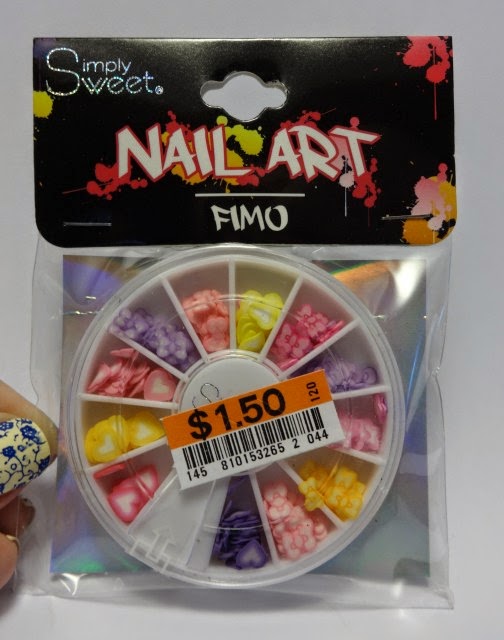 Simply
Sweet®
NAIL ART
FIMO
$1.50
120
145 810153265 2 044